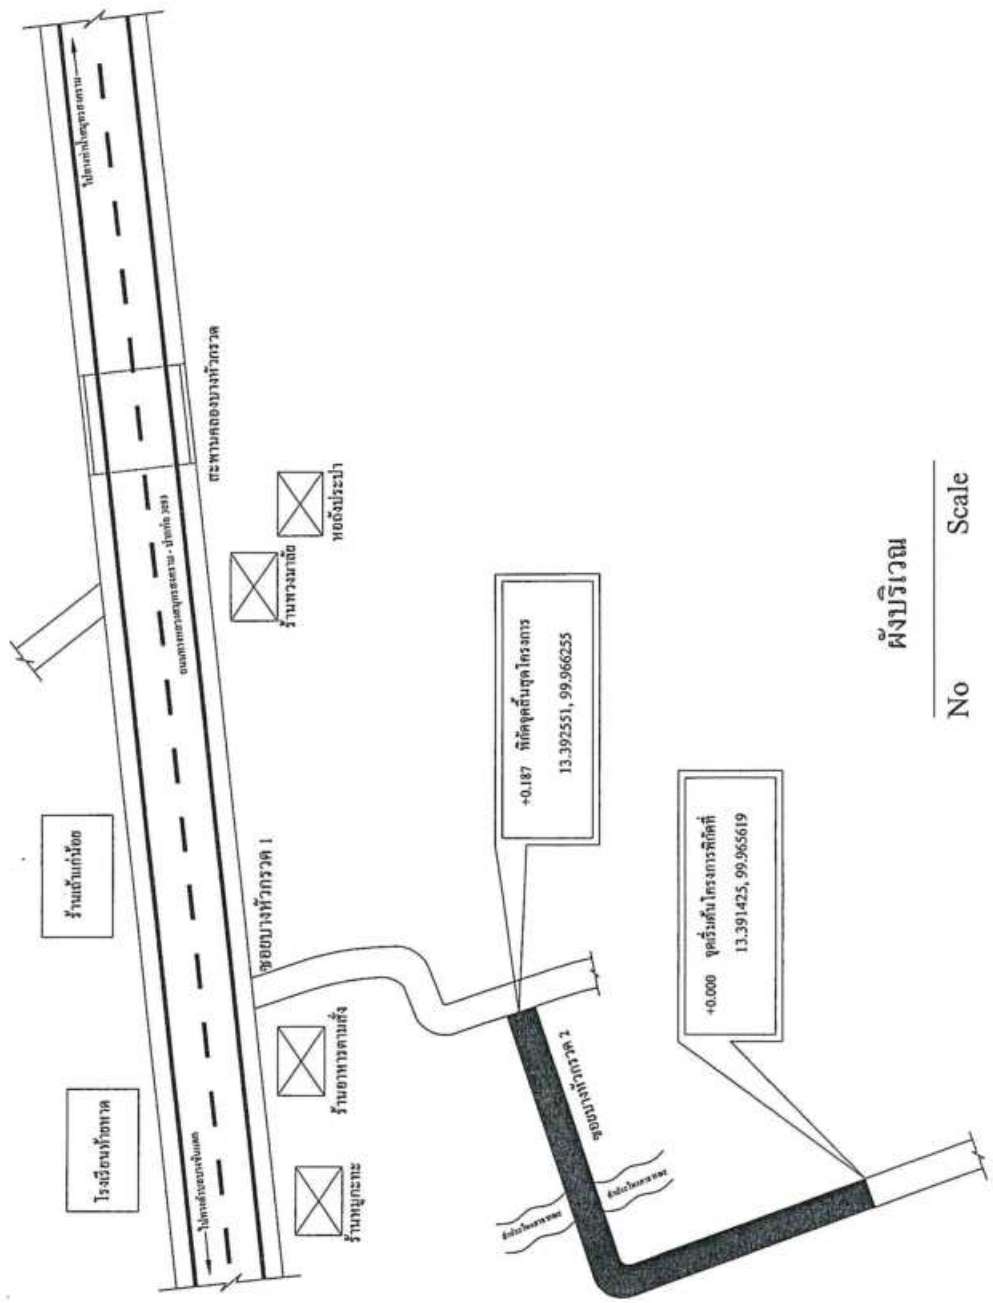 ร้านเถ้าแก่น้อย
โรงเรียนท้ายหาด
สะพานคลองบางหัวกรวด
ร้านพวงมาลัย
หอถังประปา
ซอยบางหัวกรวด 1
ร้านอาหารตามสั่ง
ร้านหมูกะทะ
+0.187 พิกัดจุดสิ้นสุดโครงการ
13.392551, 99.966255
ซอยบางหัวกรวด 2
+0.000 จุดเริ่มต้นโครงการพิกัดที่
13.391425, 99.965619
ผังบริเวณ
No Scale